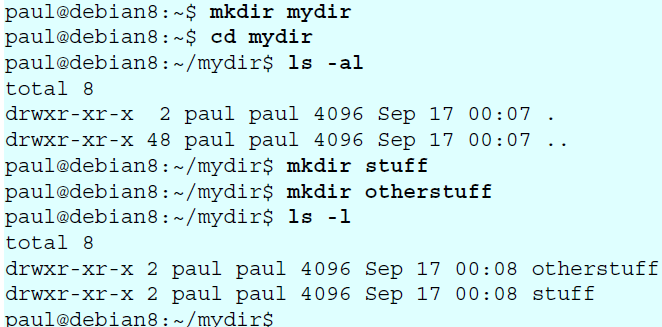 paul@debian8:~$ mkdir mydir
paul@debian8:~$ cd mydir
paul@debian8:~/mydir$ ls -al
total 8
drwxr-xr-x  2 paul paul 4096 Sep 17 00:07 .
drwxr-xr-x 48 paul paul 4096 Sep 17 00:07 ..
paul@debian8:~/mydir$ mkdir stuff
paul@debian8:~/mydir$ mkdir otherstuff
paul@debian8:~/mydir$ ls -l
total 8
drwxr-xr-x 2 paul paul 4096 Sep 17 00:08 otherstuff
drwxr-xr-x 2 paul paul 4096 Sep 17 00:08 stuff
paul@debian8:~/mydir$